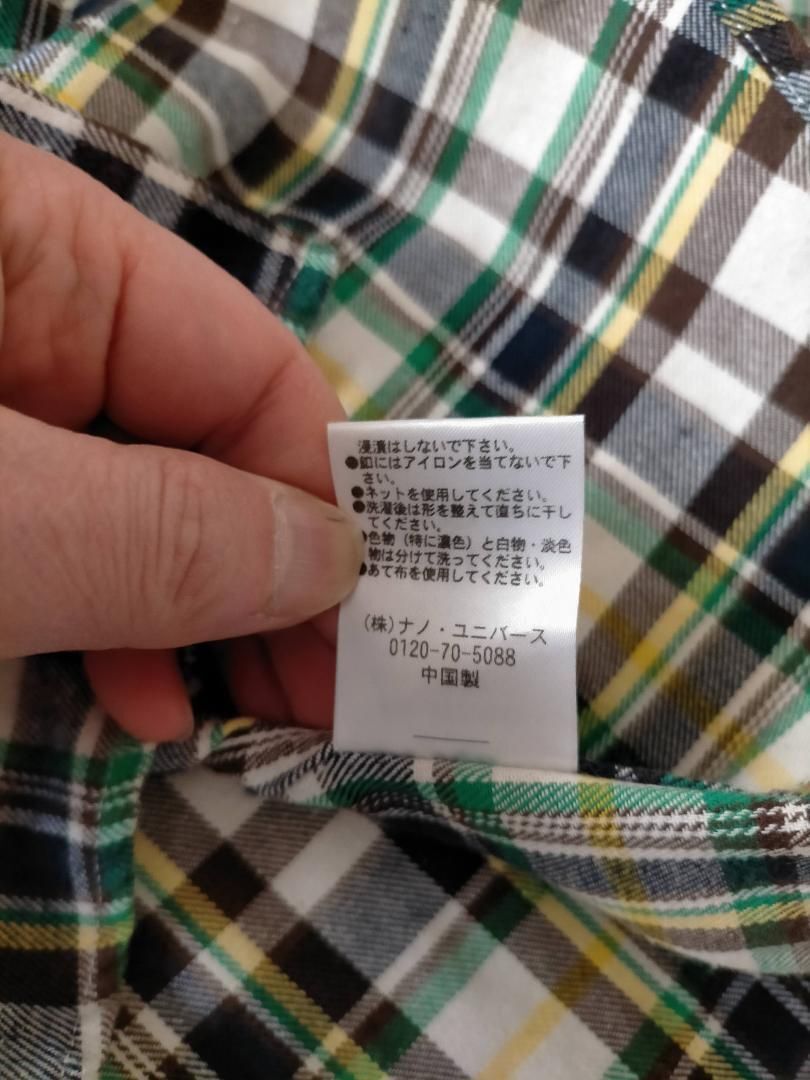 浸漬はしないで下さい。
●釦にはアイロンを当てないで下
さい。
●ネットを使用してください。
●洗濯後は形を整えて直ちに干し
てください。
●色物（特に濃色）と白物・淡色
物は分けて洗ってください。
●あて布を使用してください。
(株)ナノ・ユニバース
0120-70-5088
中国製